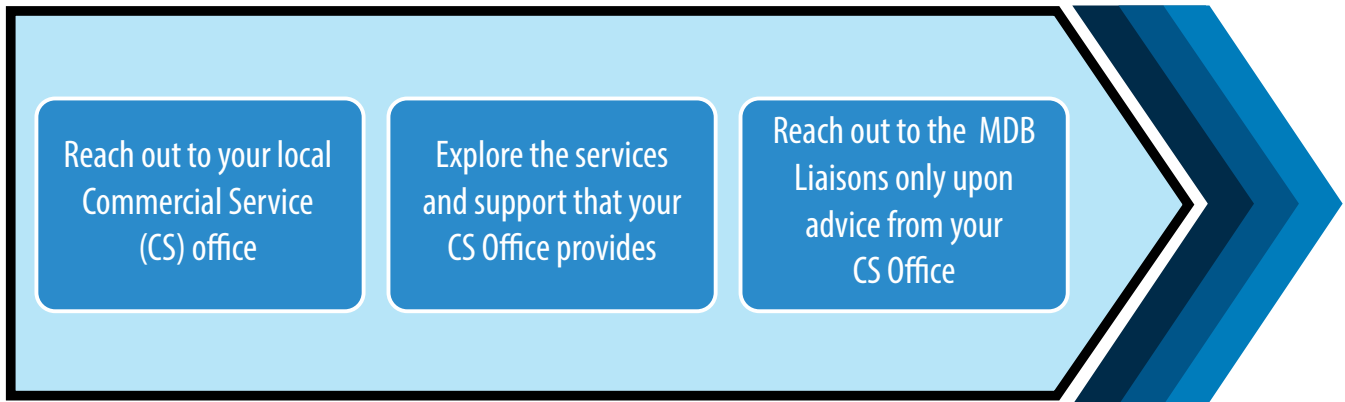 Reach out to your local
Commercial Service
(CS) office
Explore the services
and support that your
CS Office provides
Reach out to the  MDB
Liaisons only upon
advice from your
CS Office